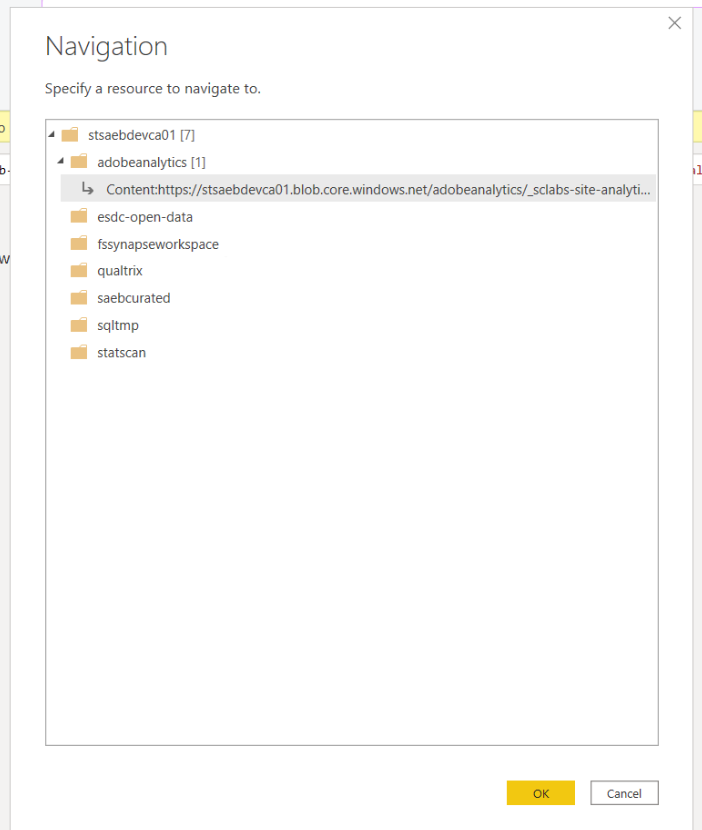 Navigation
Specify a resource to navigate to.
stsaebdevca01 [7]
adobeanalytics [1]
Content:https://stsaebdevca01.blob.core.windows.net/adobeanalytics/_sclabs-site-analyti...
esdc-open-data
fssynapseworkspace
qualtrix
saebcurated
sqltmp
statscan
OK
Cancel